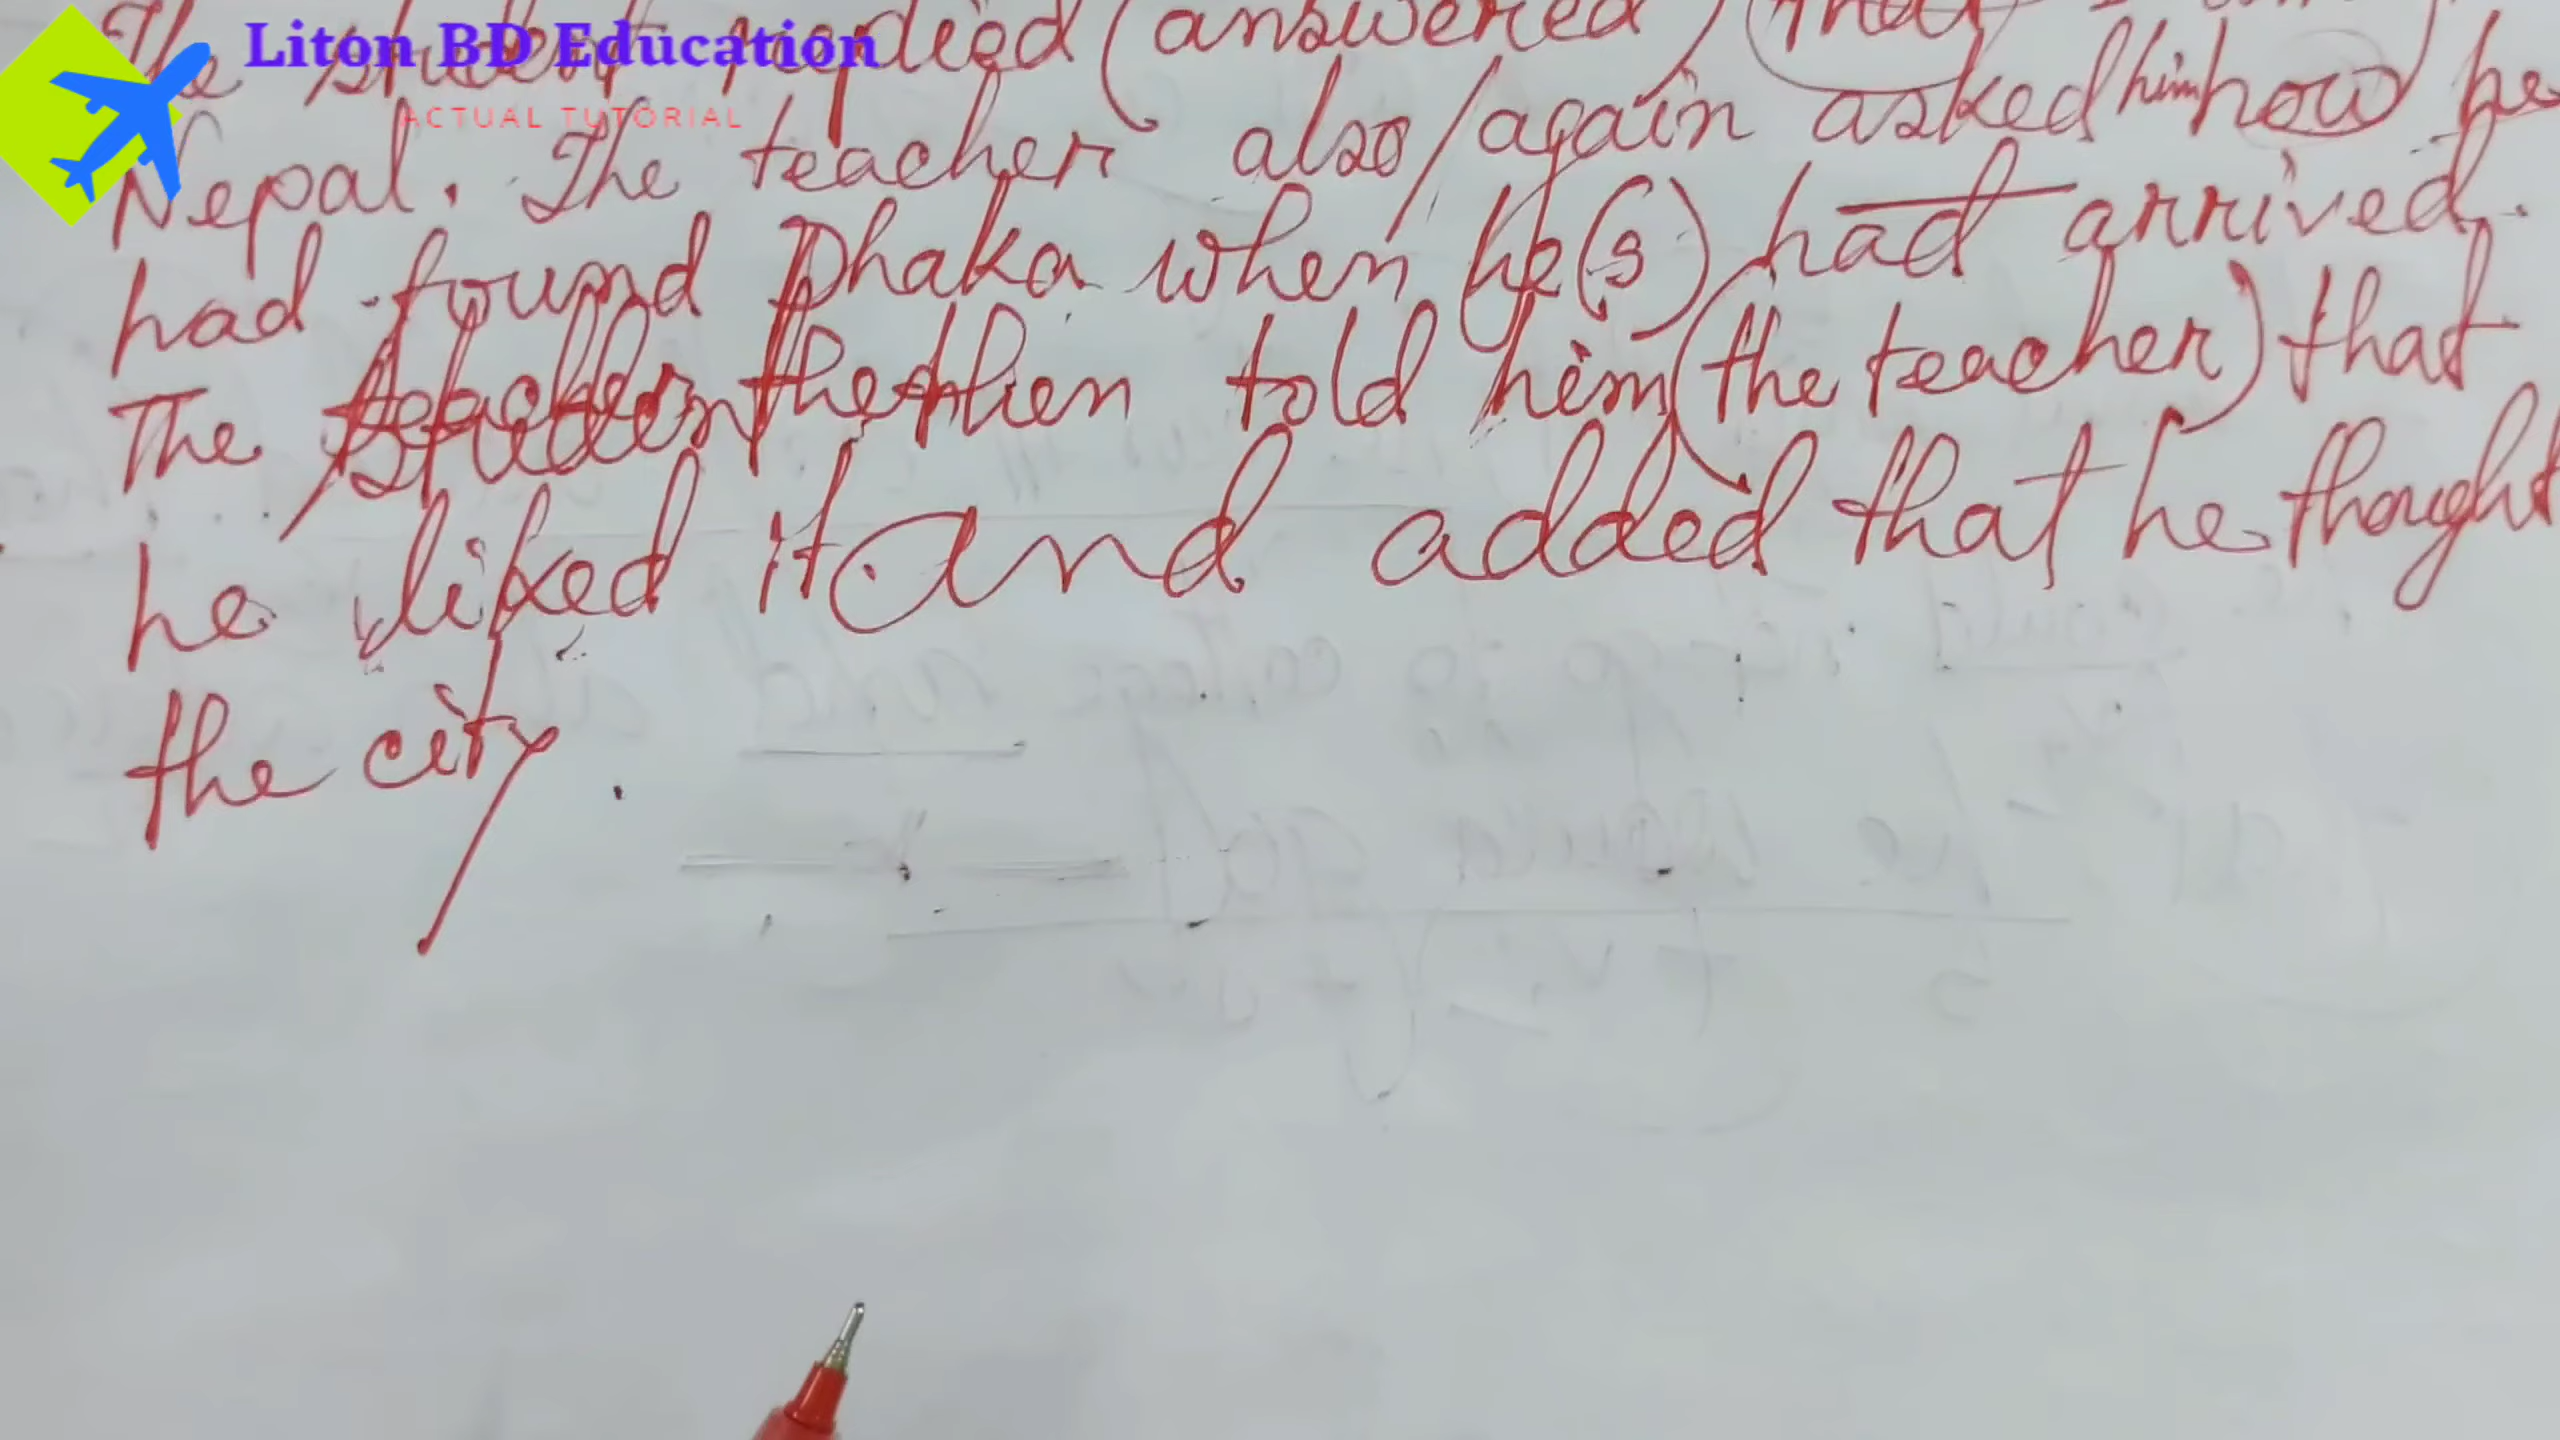 Liton BD Education
ACTUAL TUTORIAL
The student replied (answered) that
Nepal. The teacher also/again asked him how he
had found Dhaka when he(s) had arrived.
The student then told him (the teacher) that
he liked it and added that he thought
the city